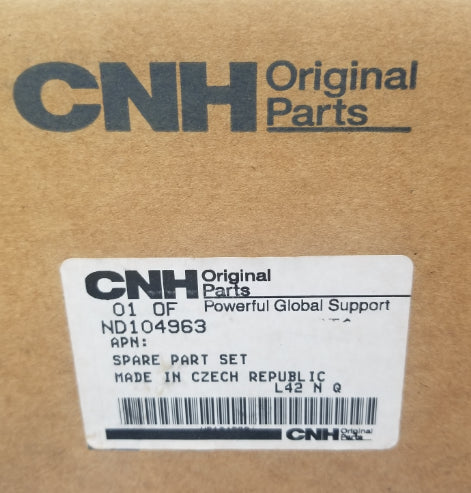 CNH Original
Parts
CNH Original
Parts
01 OF Powerful Global Support
ND104963
APN:
SPARE PART SET
MADE IN CZECH REPUBLIC
L42 N Q
CNH Original
Parts